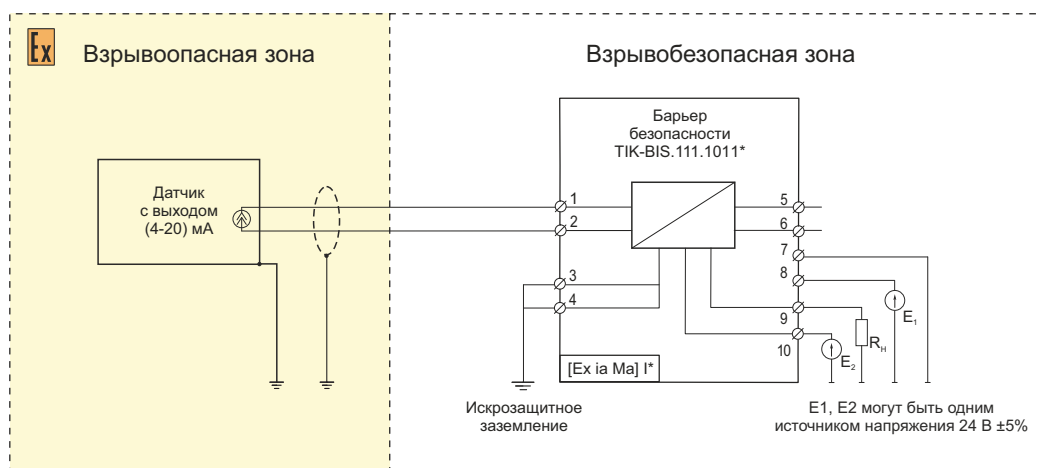 Ex
Взрывоопасная зона
Взрывобезопасная зона
Барьер
безопасности
TIK-BIS.111.1011*
Датчик
с выходом
(4-20) мА
1
2
3
4
5
6
7
8
9
10
E₁
Rн
E₂
[Ex ia Ma] I*
Искрозащитное
заземление
E1, E2 могут быть одним
источником напряжения 24 В ±5%